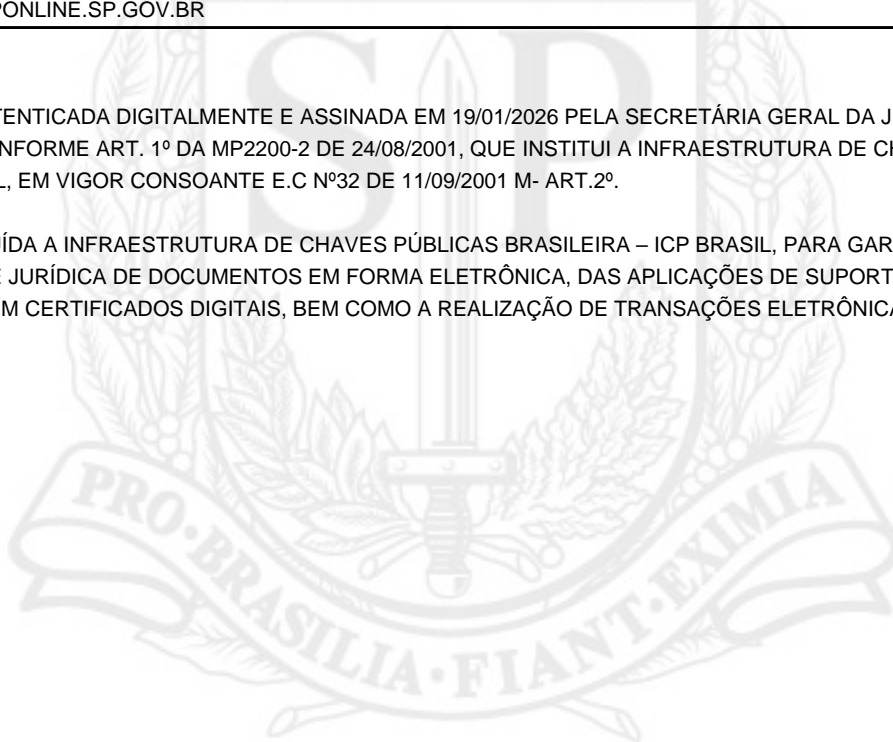 PONLINE.SP.GOV.BR
TENTICADA DIGITALMENTE E ASSINADA EM 19/01/2026 PELA SECRETÁRIA GERAL DA J
NFORME ART. 1º DA MP2200-2 DE 24/08/2001, QUE INSTITUI A INFRAESTRUTURA DE CH
L, EM VIGOR CONSOANTE E.C Nº32 DE 11/09/2001 M- ART.2º.
ÍDA A INFRAESTRUTURA DE CHAVES PÚBLICAS BRASILEIRA – ICP BRASIL, PARA GAR
E JURÍDICA DE DOCUMENTOS EM FORMA ELETRÔNICA, DAS APLICAÇÕES DE SUPORT
M CERTIFICADOS DIGITAIS, BEM COMO A REALIZAÇÃO DE TRANSAÇÕES ELETRÔNICA
SP
PRO·BRASILIA·FIANT·EXIMIA